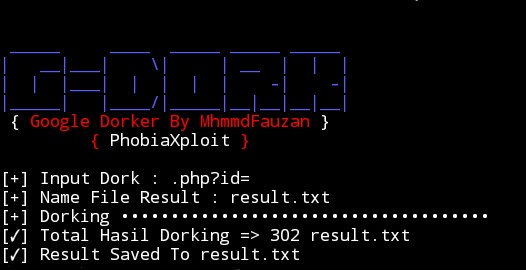 G-DORK
{ Google Dorker By MhmmdFauzan }
{ PhobiaXploit }
[+] Input Dork : .php?id=
[+] Name File Result : result.txt
[+] Dorking •••••••••••••••••••••••••••••••••••••
[✓] Total Hasil Dorking => 302 result.txt
[✓] Result Saved To result.txt